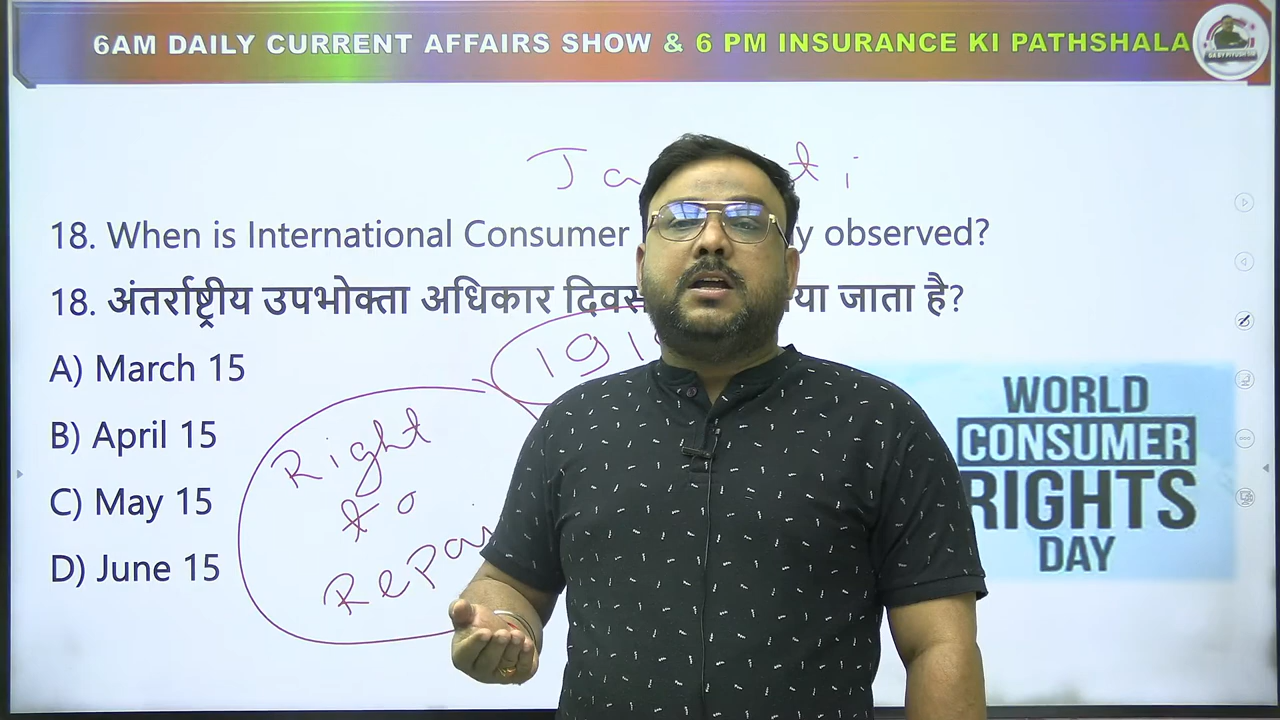 6AM DAILY CURRENT AFFAIRS SHOW & 6 PM INSURANCE KI PATHSHALA
18. When is International Consumer observed?
18. अंतर्राष्ट्रीय उपभोक्ता अधिकार दिवस जाता है?
A) March 15
B) April 15
C) May 15
D) June 15
Right
to
WORLD
CONSUMER
RIGHTS
DAY